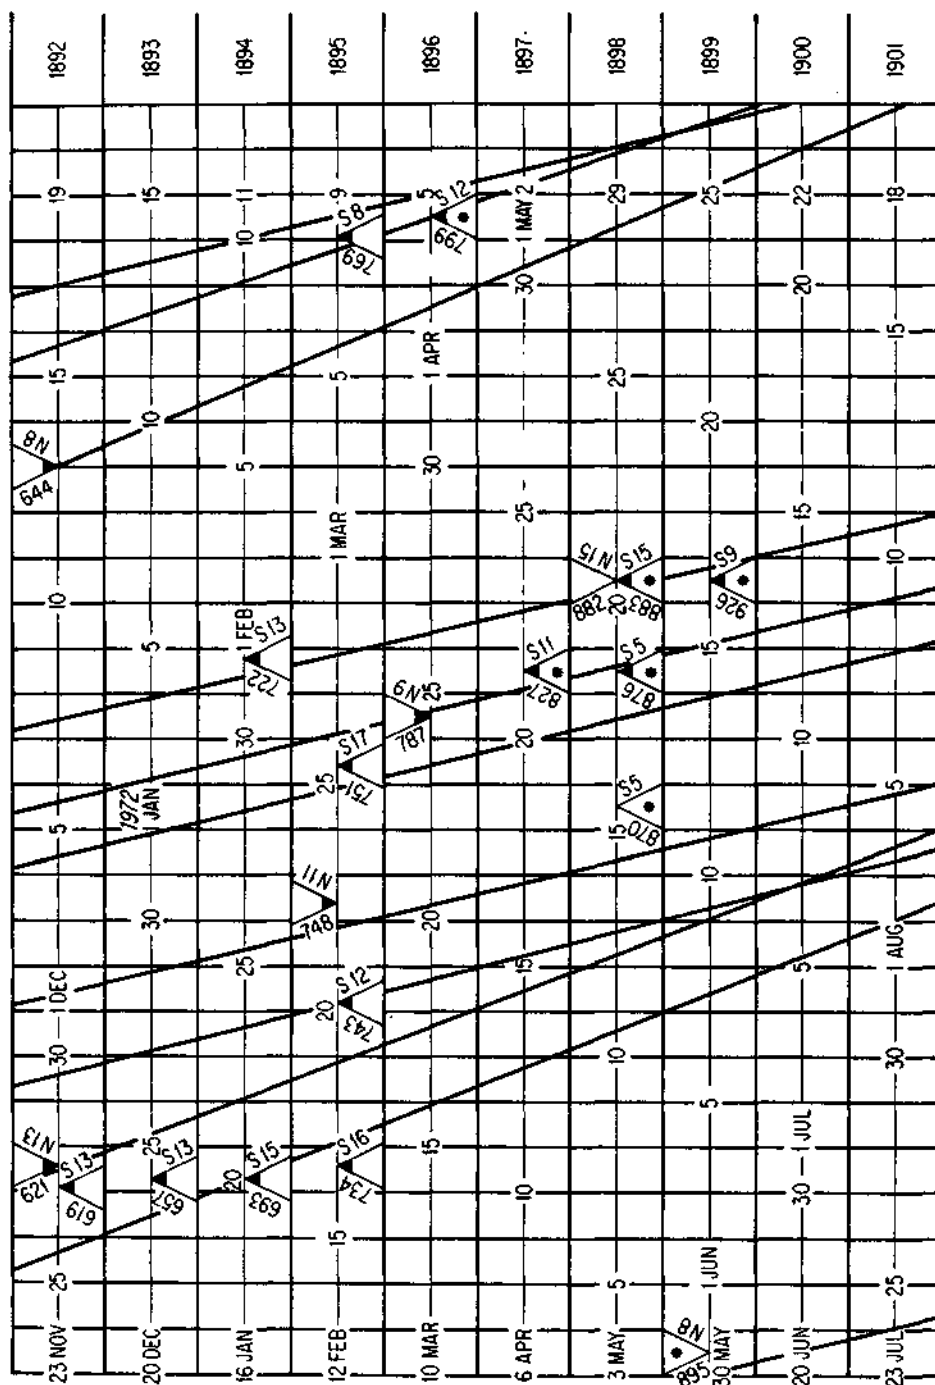 23 NOV 25 30 1 DEC 5 10 15 19 1892
621 N13
619 S13
644 N8
1972
20 DEC 25 30 1 JAN 5 10 15 1893
657 S13
16 JAN 20 25 30 1 FEB 5 10 11 1894
693 S15
722 S13
12 FEB 15 20 25 1 MAR 5 9 1895
748 N11
734 S16
743 S12
751 S17
769 S8
10 MAR 15 20 25 30 1 APR 5 1896
787 N9
799 S12
6 APR 10 15 20 25 30 1 MAY 2 1897
827 S11
3 MAY 5 10 15 20 25 29 1898
882 N15
870 S5
876 S5
883 S15
895 N8
30 MAY 1 JUN 5 10 15 20 25 1899
926 S9
20 JUN 30 1 JUL 5 10 15 20 22 1900
23 JUL 25 30 1 AUG 5 10 15 18 1901